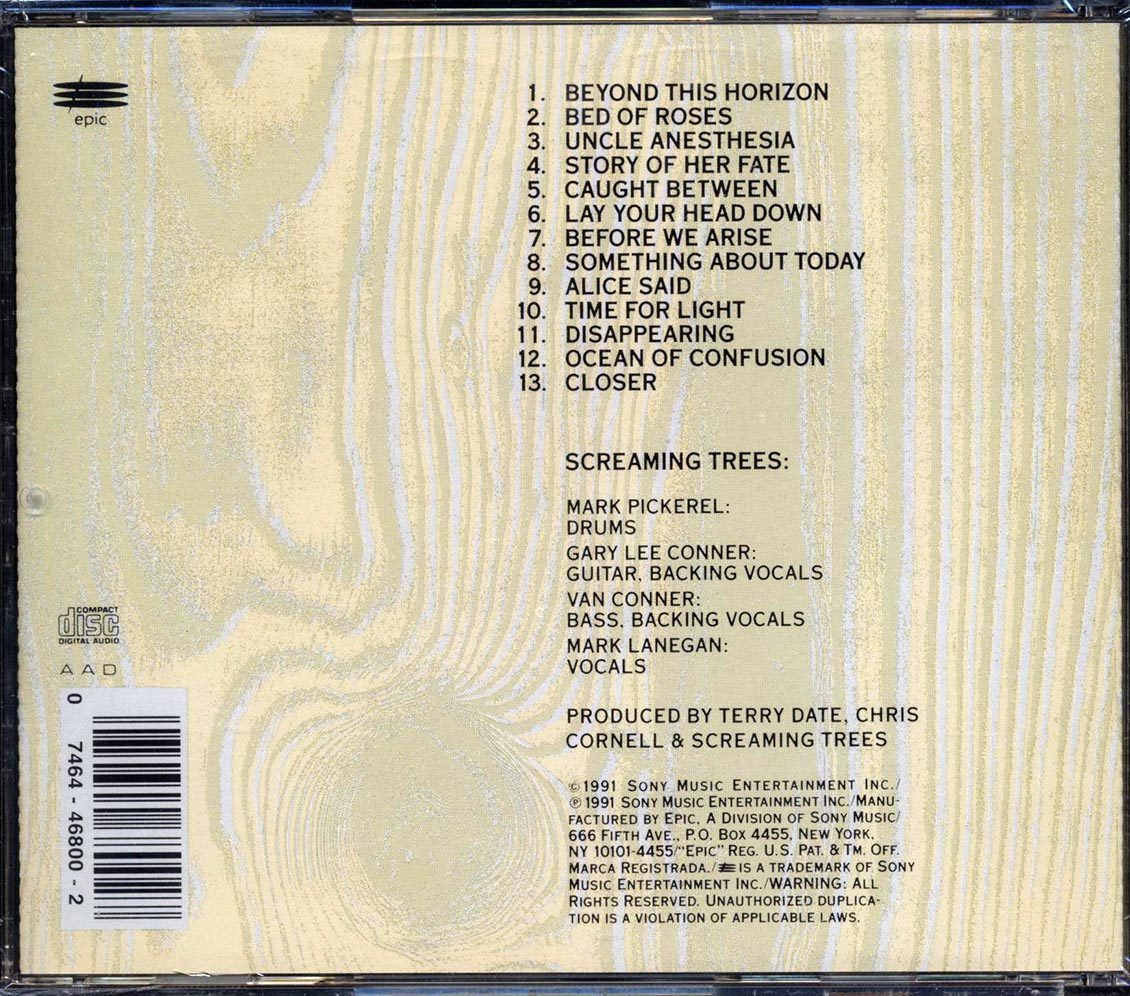 epic
1. BEYOND THIS HORIZON
2. BED OF ROSES
3. UNCLE ANESTHESIA
4. STORY OF HER FATE
5. CAUGHT BETWEEN
6. LAY YOUR HEAD DOWN
7. BEFORE WE ARISE
8. SOMETHING ABOUT TODAY
9. ALICE SAID
10. TIME FOR LIGHT
11. DISAPPEARING
12. OCEAN OF CONFUSION
13. CLOSER
SCREAMING TREES:
MARK PICKEREL:
DRUMS
GARY LEE CONNER:
GUITAR, BACKING VOCALS
VAN CONNER:
BASS, BACKING VOCALS
MARK LANEGAN:
VOCALS
PRODUCED BY TERRY DATE, CHRIS
CORNELL & SCREAMING TREES
© 1991 SONY MUSIC ENTERTAINMENT INC./
℗ 1991 SONY MUSIC ENTERTAINMENT INC./MANU-
FACTURED BY EPIC, A DIVISION OF SONY MUSIC/
666 FIFTH AVE., P.O. BOX 4455, NEW YORK,
NY 10101-4455/"EPIC" REG. U.S. PAT. & TM. OFF.
MARCA REGISTRADA./ IS A TRADEMARK OF SONY
MUSIC ENTERTAINMENT INC./WARNING: ALL
RIGHTS RESERVED. UNAUTHORIZED DUPLICA-
TION IS A VIOLATION OF APPLICABLE LAWS.
COMPACT
disc
DIGITAL AUDIO
AAD
0 7464-46800-2